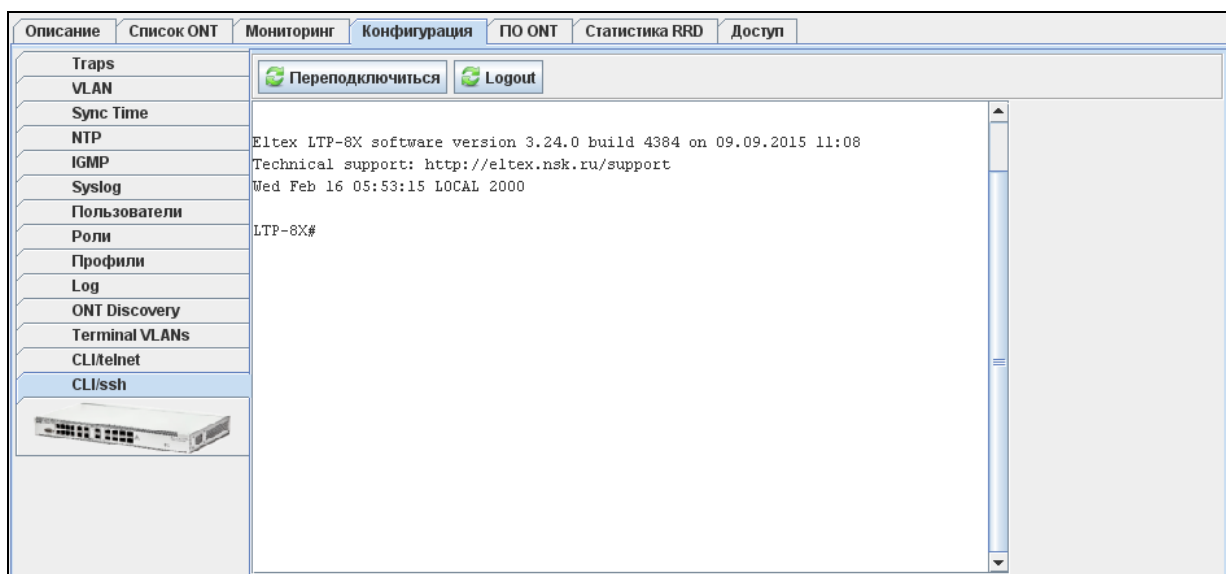 Описание Список ONT Мониторинг Конфигурация ПО ONT Статистика RRD Доступ
Traps
VLAN
Sync Time
NTP
IGMP
Syslog
Пользователи
Роли
Профили
Log
ONT Discovery
Terminal VLANs
CLI/telnet
CLI/ssh
Переподключиться Logout
Eltex LTP-8X software version 3.24.0 build 4384 on 09.09.2015 11:08
Technical support: http://eltex.nsk.ru/support
Wed Feb 16 05:53:15 LOCAL 2000
LTP-8X#